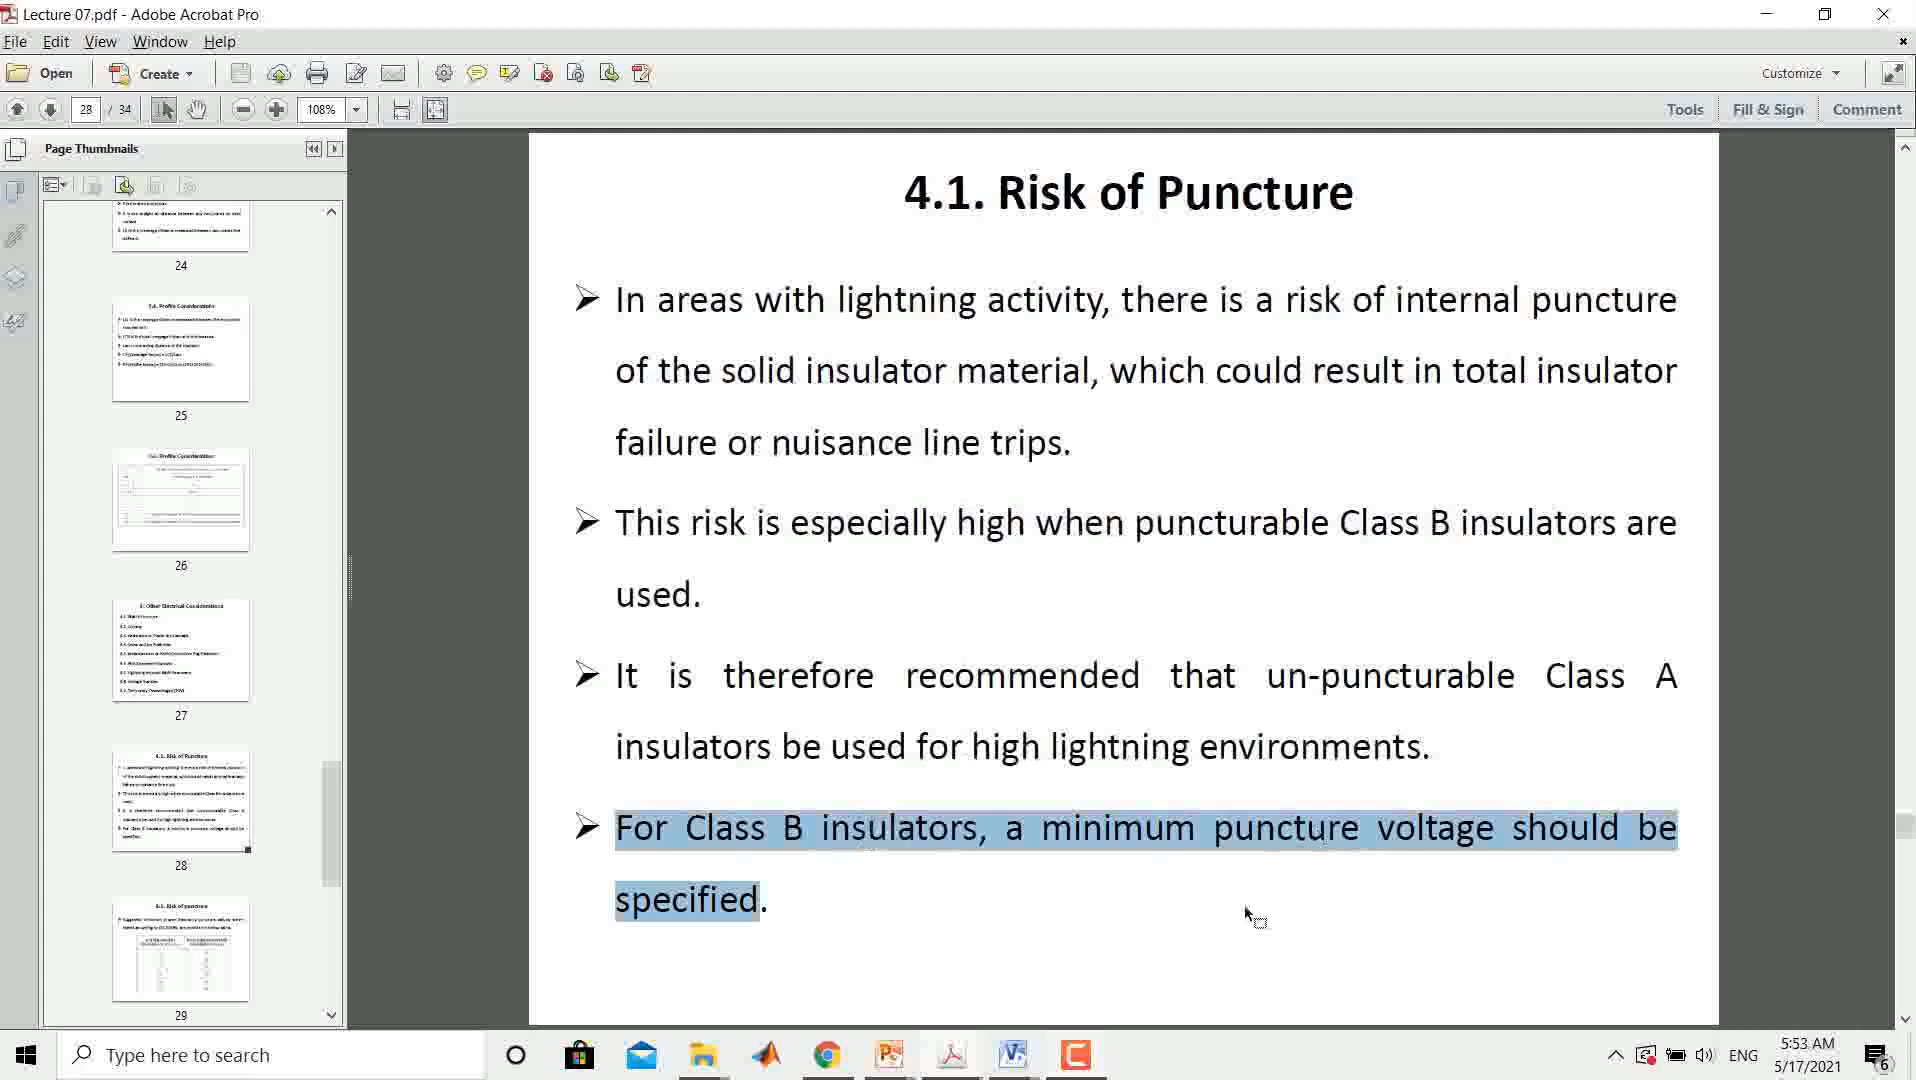 Lecture 07.pdf - Adobe Acrobat Pro
File Edit View Window Help
Open Create Customize
28 / 34 108% Tools Fill & Sign Comment
Page Thumbnails
24
25
26
27
28
29
4.1. Risk of Puncture
➢ In areas with lightning activity, there is a risk of internal puncture
of the solid insulator material, which could result in total insulator
failure or nuisance line trips.
➢ This risk is especially high when puncturable Class B insulators are
used.
➢ It is therefore recommended that un-puncturable Class A
insulators be used for high lightning environments.
➢ For Class B insulators, a minimum puncture voltage should be
specified.
Type here to search
ENG
5:53 AM
5/17/2021
6